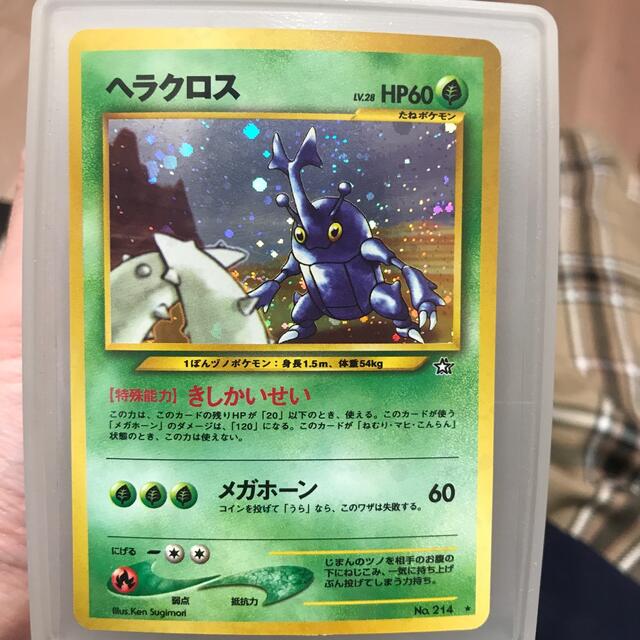 ヘラクロス LV.28 HP60
たねポケモン
1ぽんヅノポケモン：身長1.5m、体重54kg
【特殊能力】きしかいせい
この力は、このカードの残りHPが「20」以下のとき、使える。このカードが使う
「メガホーン」のダメージは、「120」になる。このカードが「ねむり・マヒ・こんらん」
状態のとき、この力は使えない。
メガホーン 60
コインを投げて「うら」なら、このワザは失敗する。
にげる
弱点 抵抗力
じまんのツノを相手のお腹の
下にねじこみ、一気に持ち上げ
ぶん投げてしまう力持ち。
Illus.Ken Sugimori No. 214 ★